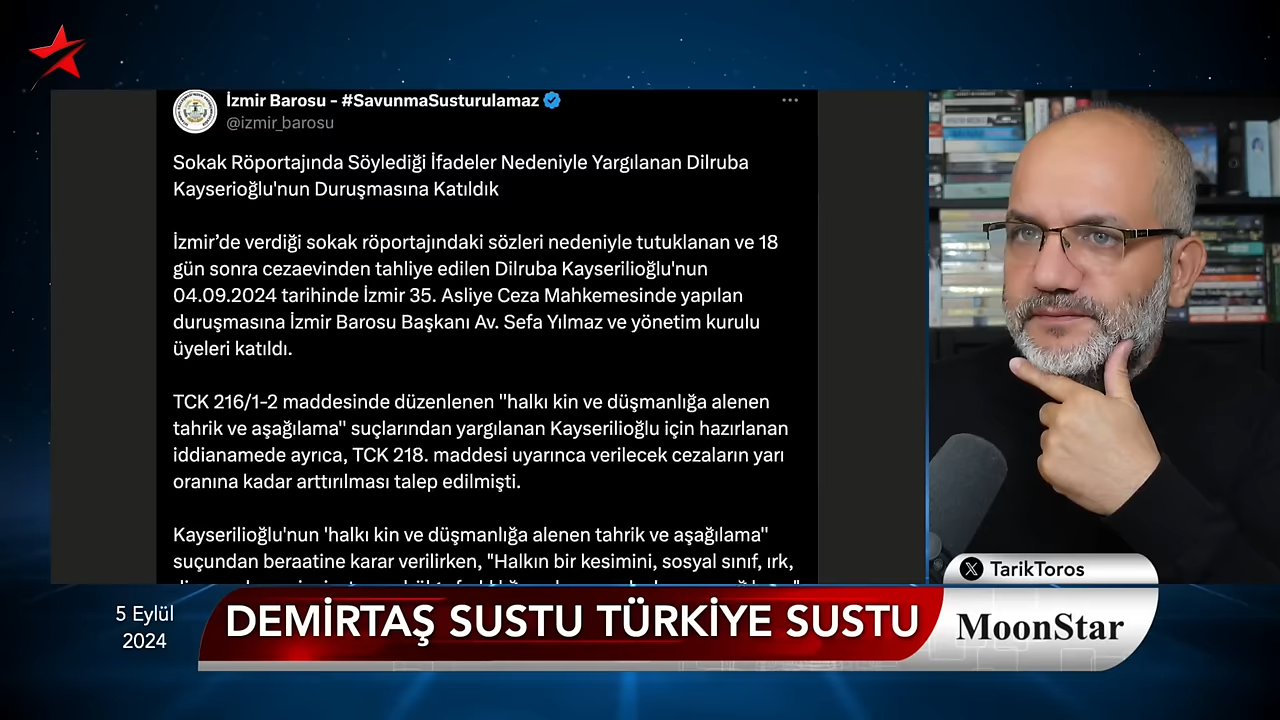 İzmir Barosu - #SavunmaSusturulamaz
@izmir_barosu
Sokak Röportajında Söylediği İfadeler Nedeniyle Yargılanan Dilruba
Kayserioğlu'nun Duruşmasına Katıldık
İzmir’de verdiği sokak röportajındaki sözleri nedeniyle tutuklanan ve 18
gün sonra cezaevinden tahliye edilen Dilruba Kayserilioğlu'nun
04.09.2024 tarihinde İzmir 35. Asliye Ceza Mahkemesinde yapılan
duruşmasına İzmir Barosu Başkanı Av. Sefa Yılmaz ve yönetim kurulu
üyeleri katıldı.
TCK 216/1-2 maddesinde düzenlenen "halkı kin ve düşmanlığa alenen
tahrik ve aşağılama" suçlarından yargılanan Kayserilioğlu için hazırlanan
iddianamede ayrıca, TCK 218. maddesi uyarınca verilecek cezaların yarı
oranına kadar arttırılması talep edilmişti.
Kayserilioğlu'nun 'halkı kin ve düşmanlığa alenen tahrik ve aşağılama"
suçundan beraatine karar verilirken, "Halkın bir kesimini, sosyal sınıf, ırk,
TarikToros
5 Eylül
2024
DEMİRTAŞ SUSTU TÜRKİYE SUSTU
MoonStar